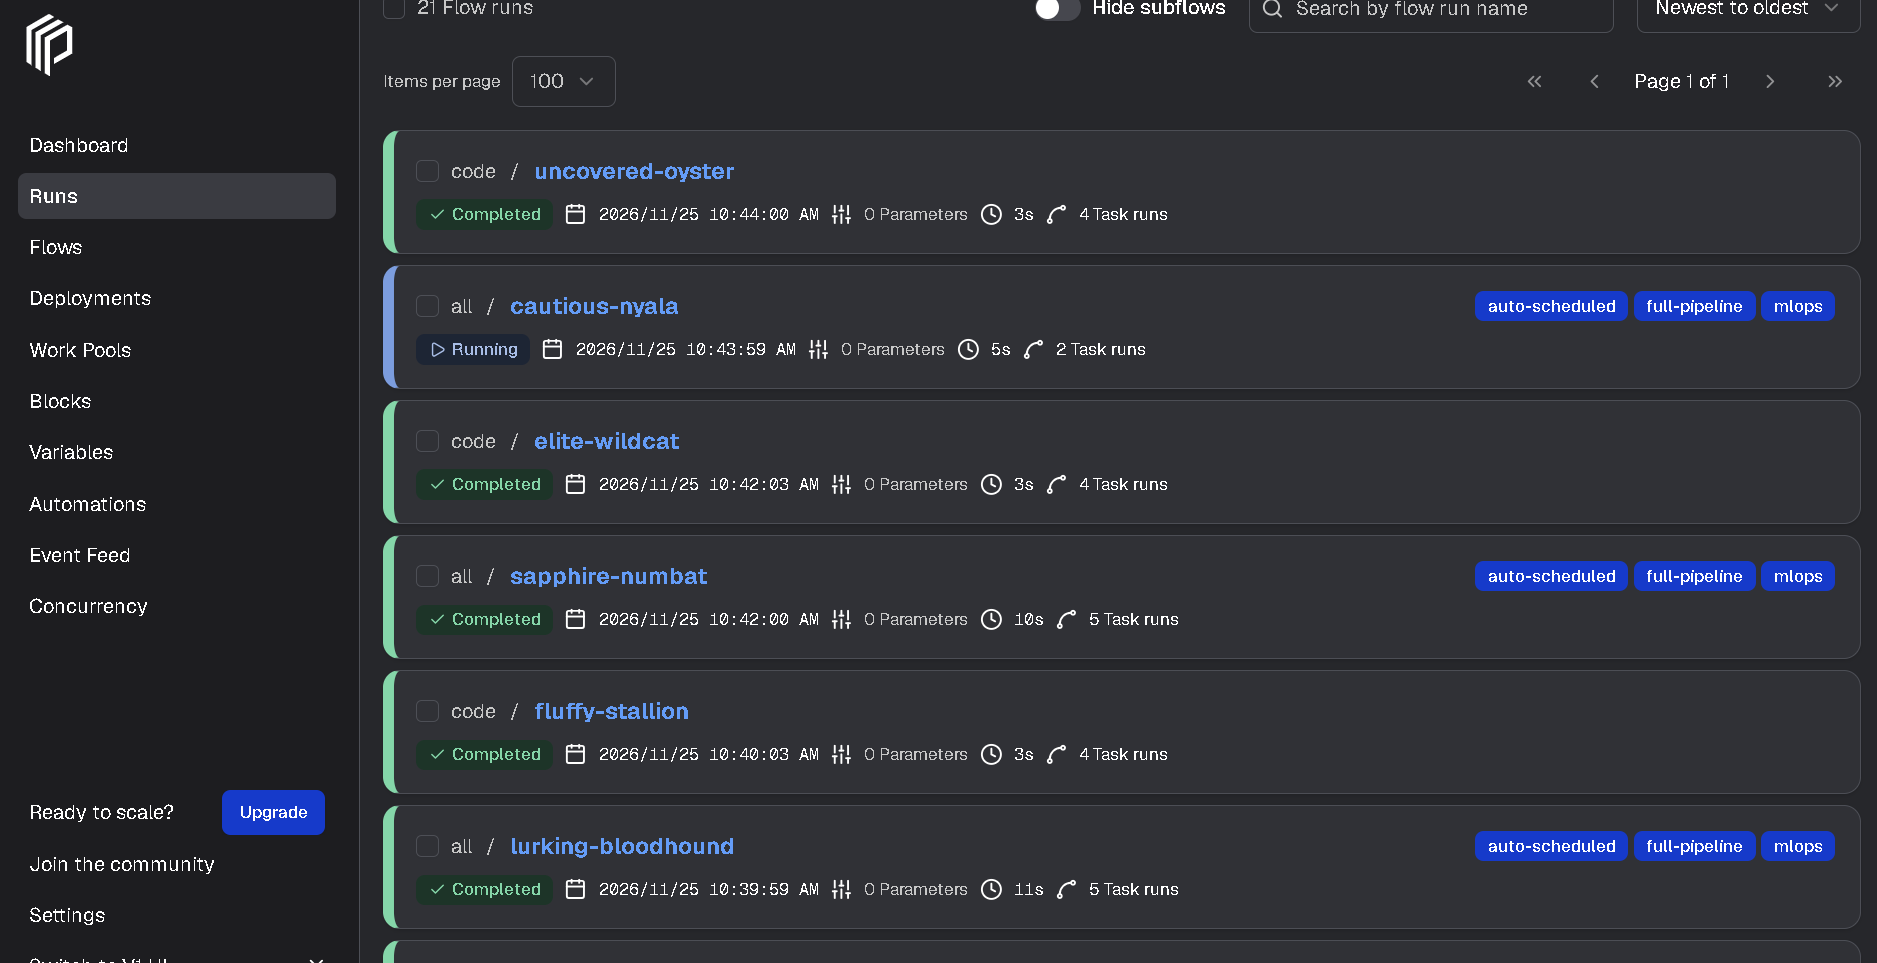 21 Flow runs
Hide subflows
Search by flow run name
Newest to oldest
Items per page
100
Page 1 of 1
Dashboard
Runs
Flows
Deployments
Work Pools
Blocks
Variables
Automations
Event Feed
Concurrency
Ready to scale?
Upgrade
Join the community
Settings
Switch to V1 UI
code / uncovered-oyster
Completed 2026/11/25 10:44:00 AM 0 Parameters 3s 4 Task runs
all / cautious-nyala
auto-scheduled full-pipeline mlops
Running 2026/11/25 10:43:59 AM 0 Parameters 5s 2 Task runs
code / elite-wildcat
Completed 2026/11/25 10:42:03 AM 0 Parameters 3s 4 Task runs
all / sapphire-numbat
auto-scheduled full-pipeline mlops
Completed 2026/11/25 10:42:00 AM 0 Parameters 10s 5 Task runs
code / fluffy-stallion
Completed 2026/11/25 10:40:03 AM 0 Parameters 3s 4 Task runs
all / lurking-bloodhound
auto-scheduled full-pipeline mlops
Completed 2026/11/25 10:39:59 AM 0 Parameters 11s 5 Task runs